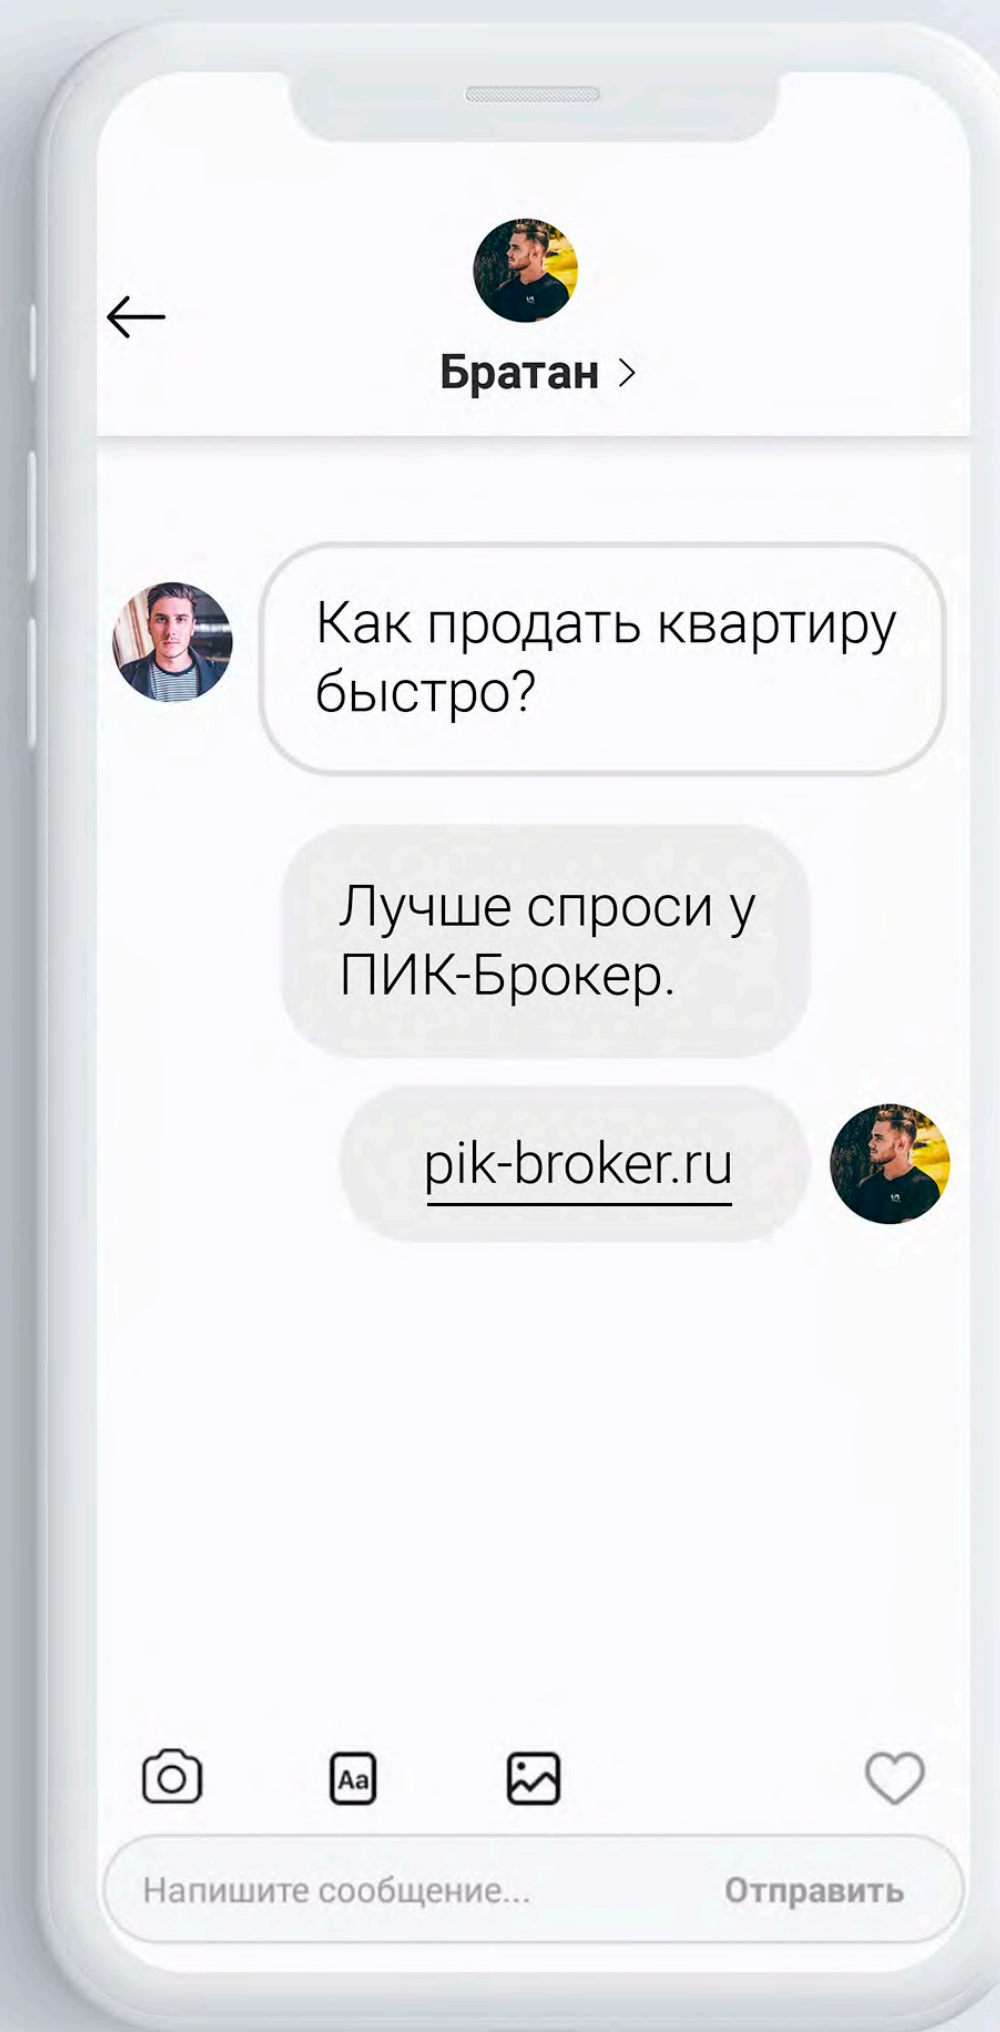 Братан
Как продать квартиру
быстро?
Лучше спроси у
ПИК-Брокер.
pik-broker.ru
Aa
Напишите сообщение... Отправить